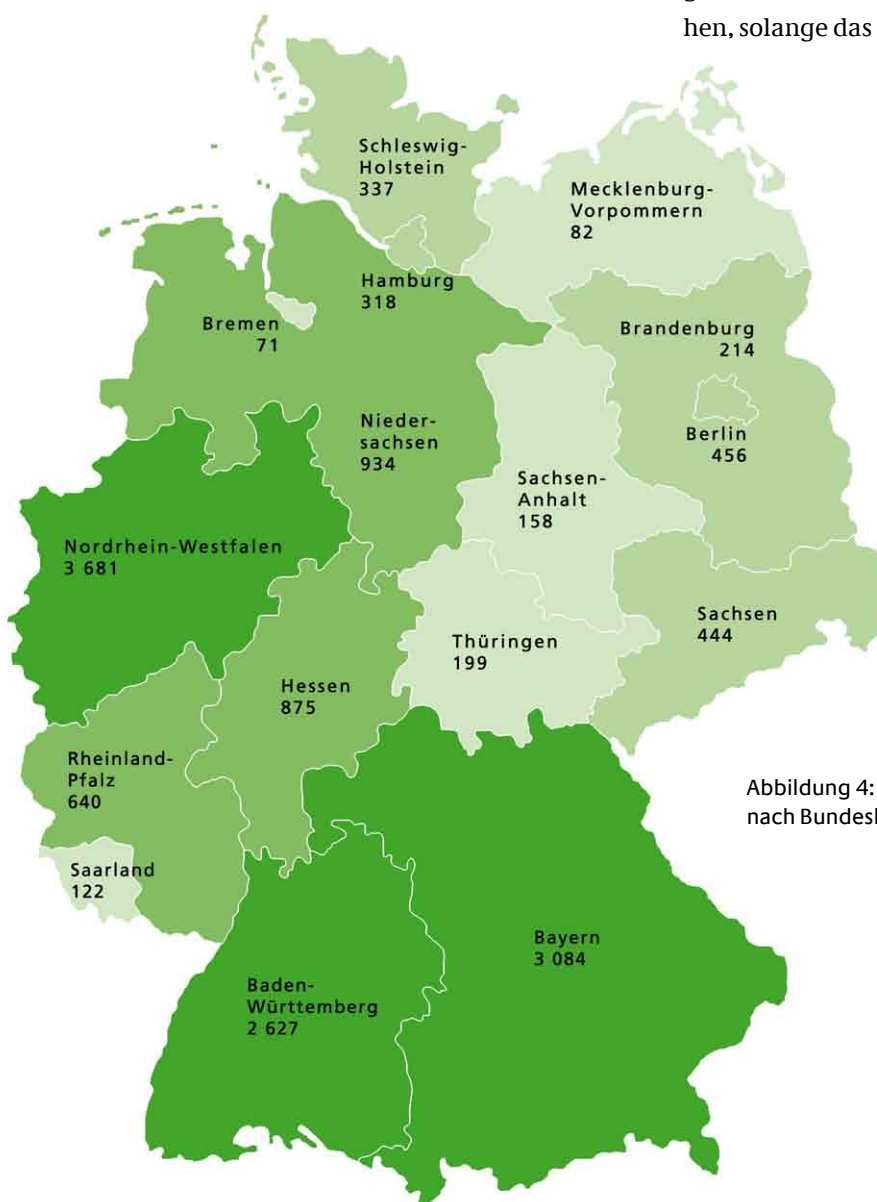 hen, solange das
Schleswig-
Holstein
337
Mecklenburg-
Vorpommern
82
Hamburg
318
Bremen
71
Brandenburg
214
Berlin
456
Nieder-
sachsen
934
Sachsen-
Anhalt
158
Nordrhein-Westfalen
3 681
Sachsen
444
Thüringen
199
Hessen
875
Rheinland-
Pfalz
640
Abbildung 4:
nach Bundesl
Saarland
122
Bayern
3 084
Baden-
Württemberg
2 627